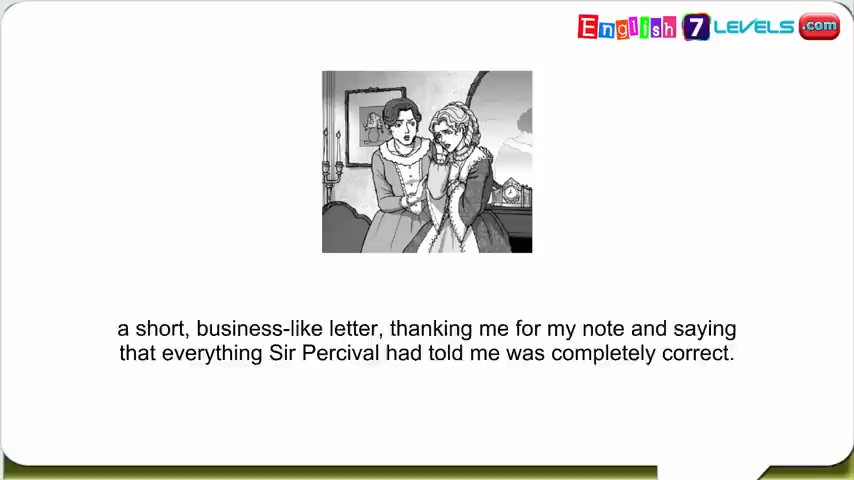 English 7 LEVELS .com
a short, business-like letter, thanking me for my note and saying
that everything Sir Percival had told me was completely correct.